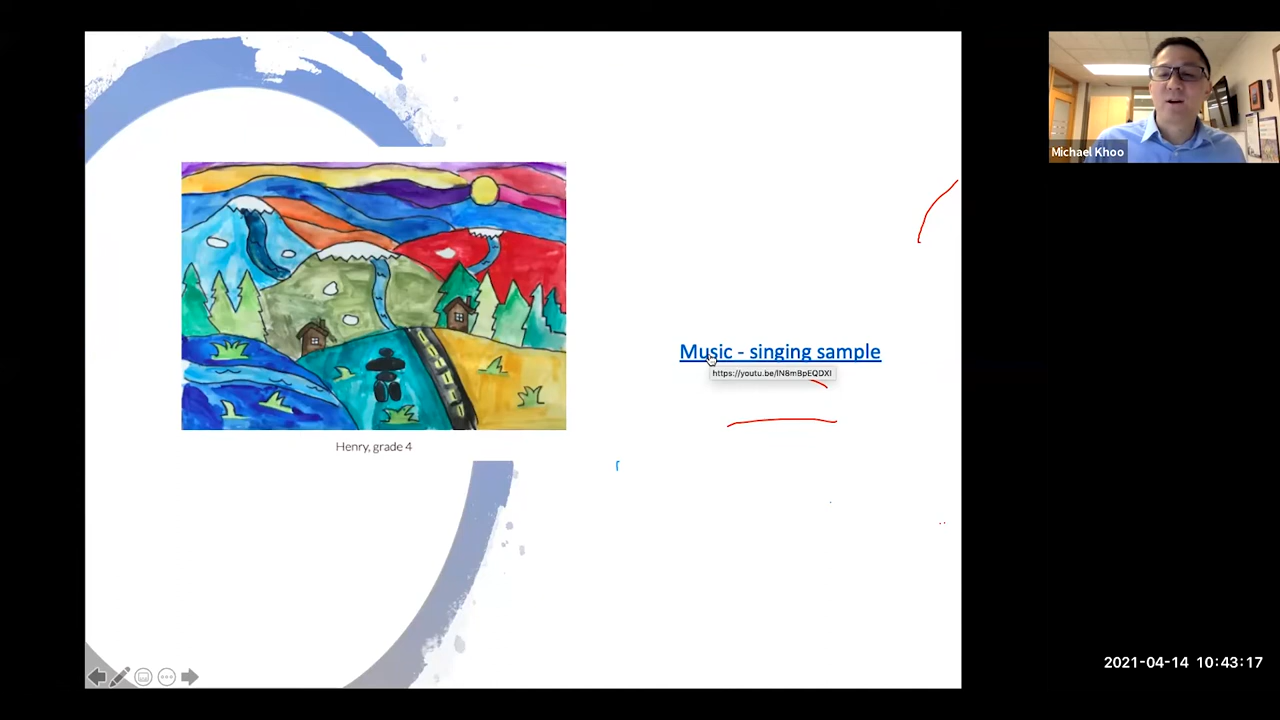 Michael Khoo
Music - singing sample
https://youtu.be/lN8mBpEQDXI
Henry, grade 4
2021-04-14 10:43:17